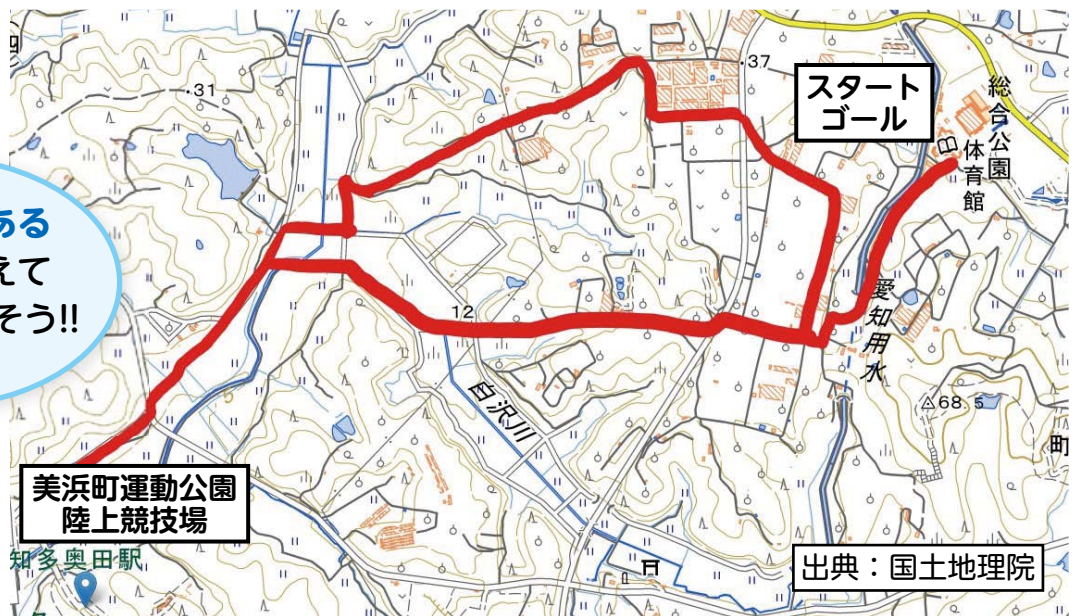 スタート
ゴール
総合公園
体育館
・37
・31
ある
えて
そう!!
12
愛知用水
白沢川
68.5
町
美浜町運動公園
陸上競技場
知多奥田駅
出典：国土地理院